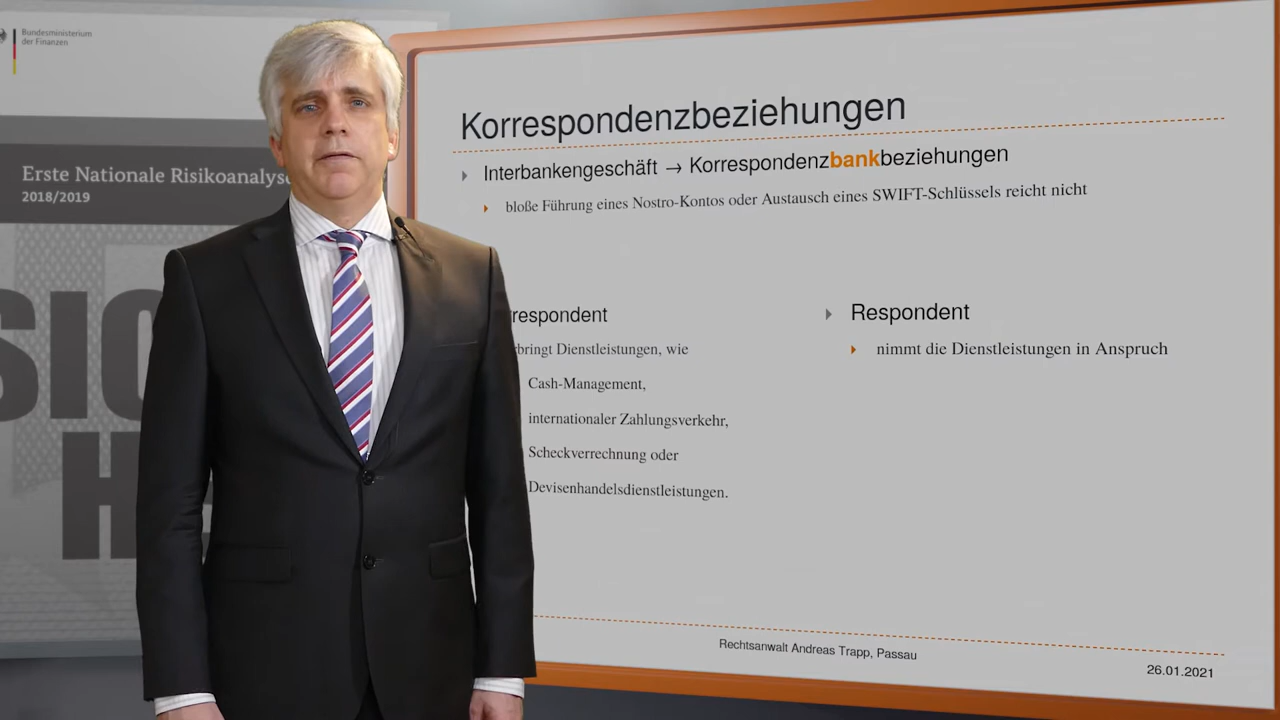 Bundesministerium
der Finanzen
Erste Nationale Risikoanalyse
2018/2019
SIC
H
Korrespondenzbeziehungen
Interbankengeschäft → Korrespondenzbankbeziehungen
bloße Führung eines Nostro-Kontos oder Austausch eines SWIFT-Schlüssels reicht nicht
respondent
rbringt Dienstleistungen, wie
Cash-Management,
internationaler Zahlungsverkehr,
Scheckverrechnung oder
Devisenhandelsdienstleistungen.
Respondent
nimmt die Dienstleistungen in Anspruch
Rechtsanwalt Andreas Trapp, Passau
26.01.2021